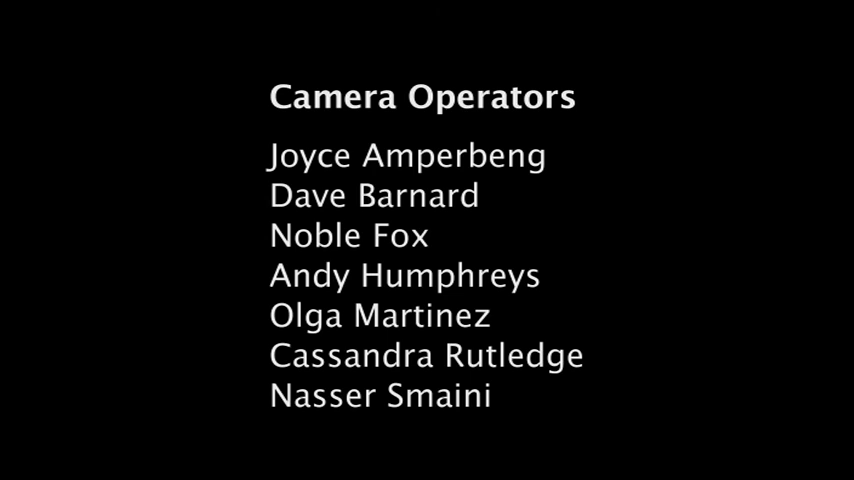 Camera Operators
Joyce Amperbeng
Dave Barnard
Noble Fox
Andy Humphreys
Olga Martinez
Cassandra Rutledge
Nasser Smaini